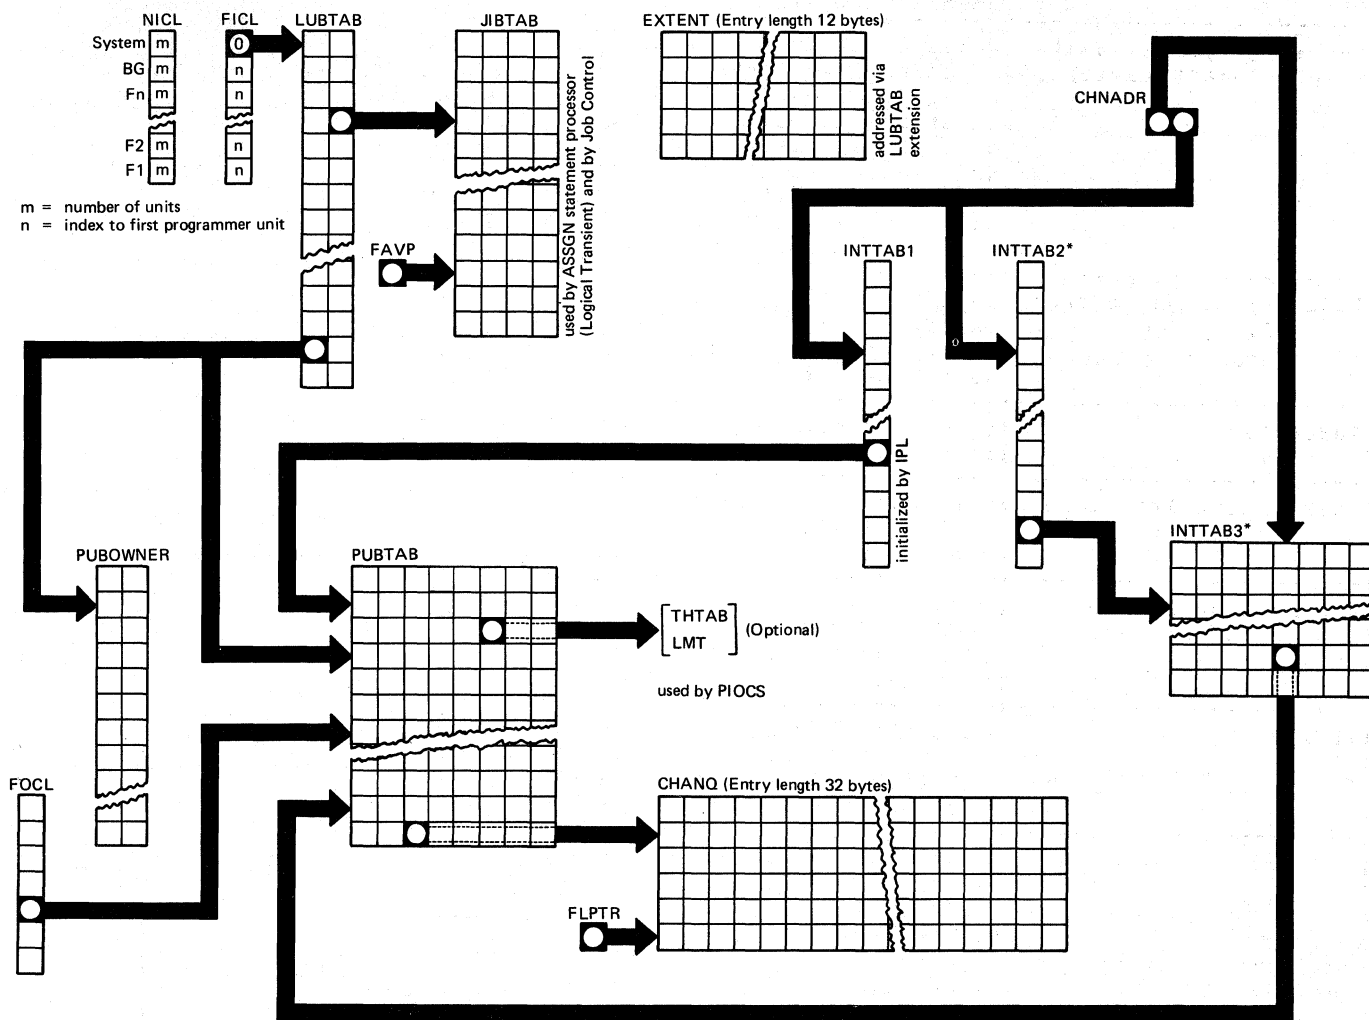 NICL
FICL
LUBTAB
JIBTAB
EXTENT (Entry length 12 bytes)
System m 0
BG m n
Fn m n
F2 m n
F1 m n
m = number of units
n = index to first programmer unit
FAVP
used by ASSGN statement processor
(Logical Transient) and by Job Control
addressed via
LUBTAB
extension
CHNADR
INTTAB1
INTTAB2*
0
initialized by IPL
INTTAB3*
PUBOWNER
PUBTAB
THTAB
LMT
(Optional)
used by PIOCS
FOCL
CHANQ (Entry length 32 bytes)
FLPTR